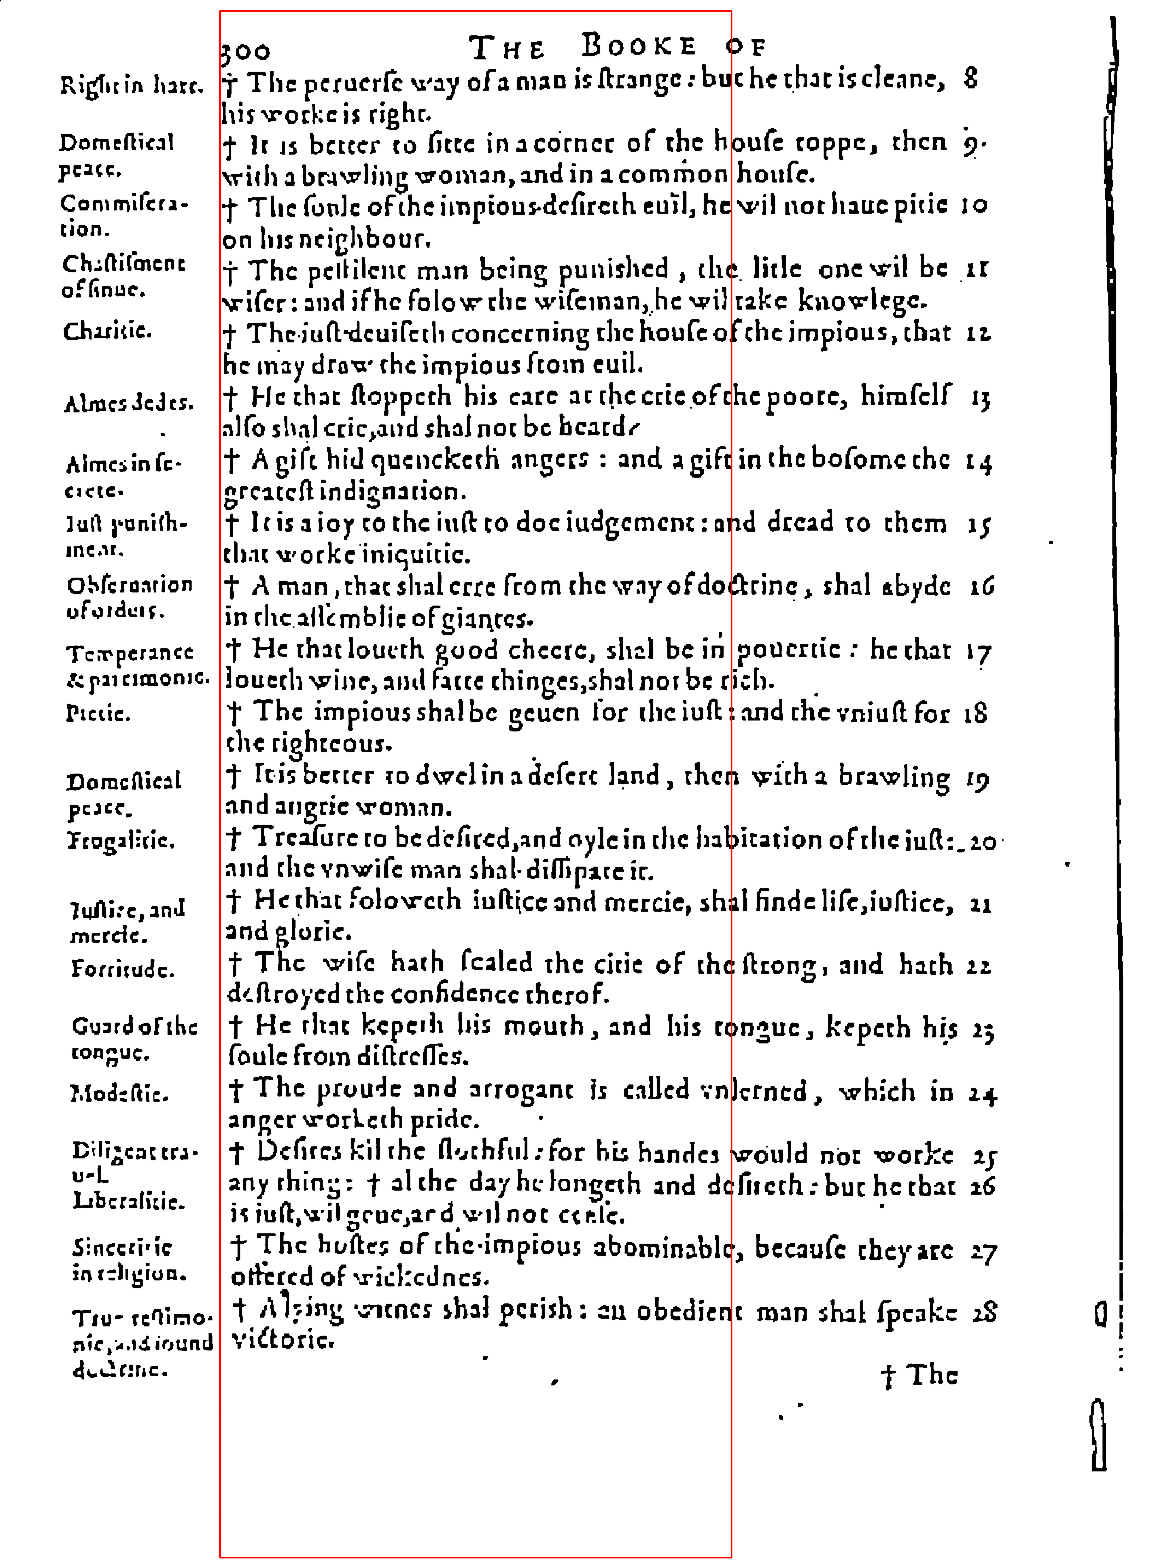 300 THE BOOKE OF
Right in hart.
Domeſtical
peace.
Commiſera-
tion.
Chaſtiſment
of ſinne.
Charitie.
Almes dedes.
Almes in ſe-
crete.
Iuſt puniſh-
ment.
Obſeruation
of orders.
Temperance
& parcimonie.
Pietie.
Domeſtical
peace.
Frogalitie.
Iuſtice, and
mercie.
Fortitude.
Guard of the
tongue.
Modeſtie.
Diligent tra-
uel.
Liberalitie.
Sinceritie
in religion.
True teſtimo-
nie, and ſound
doctrine.
† The peruerſe way of a man is ſtrange: but he that is cleane, 8
his worke is right.
† It is better to ſitte in a corner of the houſe toppe, then 9.
with a brawling woman, and in a common houſe.
† The ſoule of the impious deſireth euil, he wil not haue pitie 10
on his neighbour.
† The peſtilent man being punished, the litle one wil be 11
wiſer: and if he folow the wiſeman, he wil take knowlege.
† The iuſt deuiſeth concerning the houſe of the impious, that 12
he may draw the impious from euil.
† He that ſtoppeth his eare at the crie of the poore, himſelf 13
alſo shal crie, and shal not be heard.
† A gift hid quencketh angers: and a gift in the boſome the 14
greateſt indignation.
† It is a ioy to the iuſt to doe iudgement: and dread to them 15
that worke iniquitie.
† A man, that shal erre from the way of doctrine, shal abyde 16
in the aſſemblie of giantes.
† He that loueth good cheere, shal be in pouertie: he that 17
loueth wine, and fatte thinges, shal not be rich.
† The impious shal be geuen for the iuſt: and the vniuſt for 18
the righteous.
† It is better to dwel in a deſert land, then with a brawling 19
and angrie woman.
† Treaſure to be deſired, and oyle in the habitation of the iuſt: 20
and the vnwiſe man shal diſſipate it.
† He that foloweth iuſtice and mercie, shal finde life, iuſtice, 21
and glorie.
† The wiſe hath ſcaled the citie of the ſtrong, and hath 22
deſtroyed the confidence therof.
† He that kepeth his mouth, and his tongue, kepeth his 23
ſoule from diſtreſſes.
† The proude and arrogant is called vnlerned, which in 24
anger worketh pride.
† Deſires kil the ſlothful: for his handes would not worke 25
any thing: † al the day he longeth and deſireth: but he that 26
is iuſt, wil geue, and wil not ceaſe.
† The hoſtes of the impious abominable, becauſe they are 27
offered of wickednes.
† A lying witnes shal perish: an obedient man shal ſpeake 28
victorie.
† The